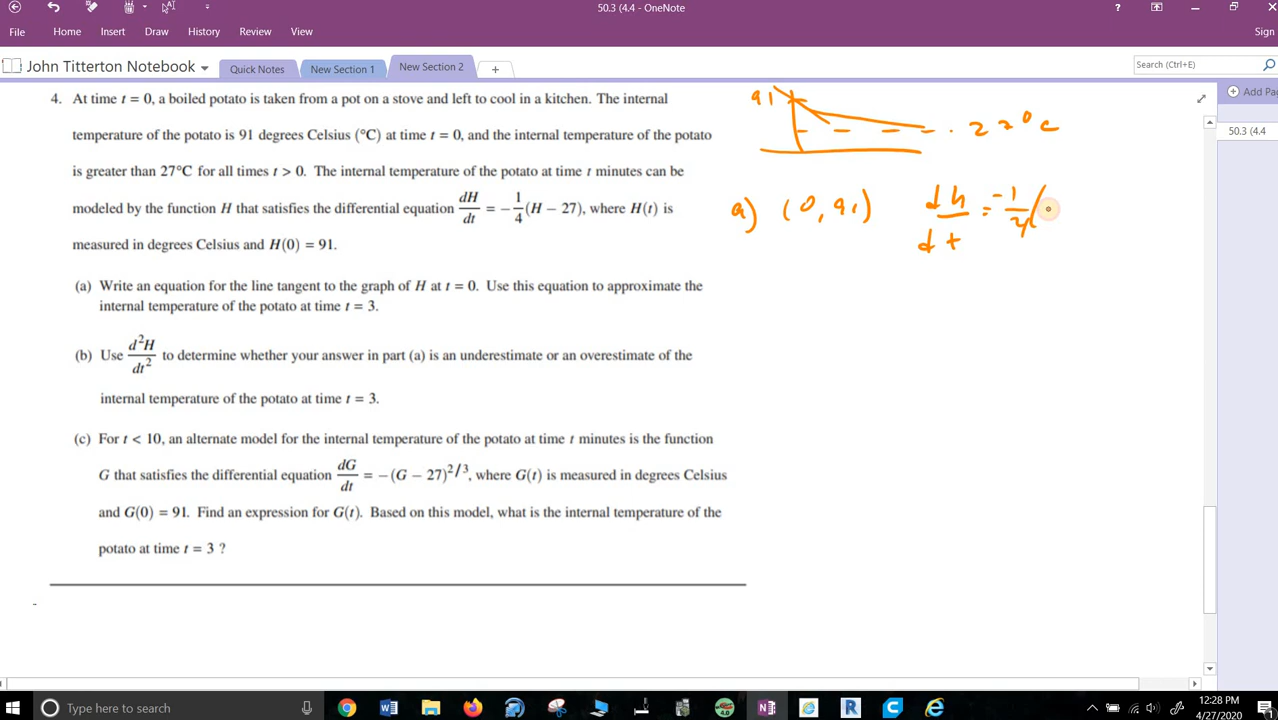 50.3 (4.4 - OneNote
Sign
File Home Insert Draw History Review View
John Titterton Notebook Quick Notes New Section 1 New Section 2 +
Search (Ctrl+E)
Add Pag
50.3 (4.4
4. At time t = 0, a boiled potato is taken from a pot on a stove and left to cool in a kitchen. The internal
temperature of the potato is 91 degrees Celsius (°C) at time t = 0, and the internal temperature of the potato
is greater than 27°C for all times t > 0. The internal temperature of the potato at time t minutes can be
modeled by the function H that satisfies the differential equation dH/dt = -1/4(H - 27), where H(t) is
measured in degrees Celsius and H(0) = 91.
(a) Write an equation for the line tangent to the graph of H at t = 0. Use this equation to approximate the
internal temperature of the potato at time t = 3.
(b) Use d²H/dt² to determine whether your answer in part (a) is an underestimate or an overestimate of the
internal temperature of the potato at time t = 3.
(c) For t < 10, an alternate model for the internal temperature of the potato at time t minutes is the function
G that satisfies the differential equation dG/dt = -(G - 27)^2/3, where G(t) is measured in degrees Celsius
and G(0) = 91. Find an expression for G(t). Based on this model, what is the internal temperature of the
potato at time t = 3 ?
91
27°C
a) (0, 91) dh/dt = -1/4(
Type here to search
12:28 PM
4/27/2020